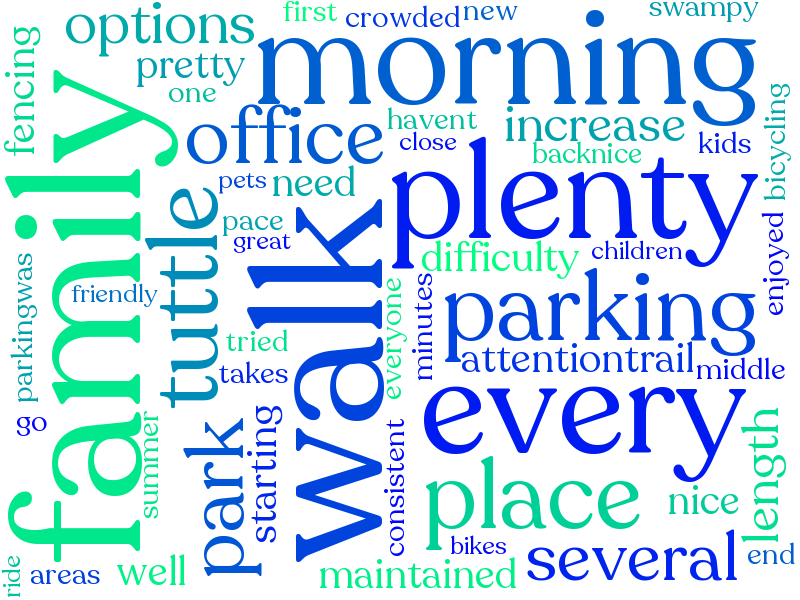 first
crowded
new
swampy
options
morning
pretty
one
fencing
family
office
havent
increase
kids
close
backnice
bicycling
pets
need
plenty
tuttle
pace
great
walk
difficulty
children
enjoyed
parkingwas
friendly
everyone
minutes
parking
tried
takes
attentiontrail
middle
go
summer
park
starting
consistent
every
length
place
nice
bikes
several
end
ride
areas
well
maintained